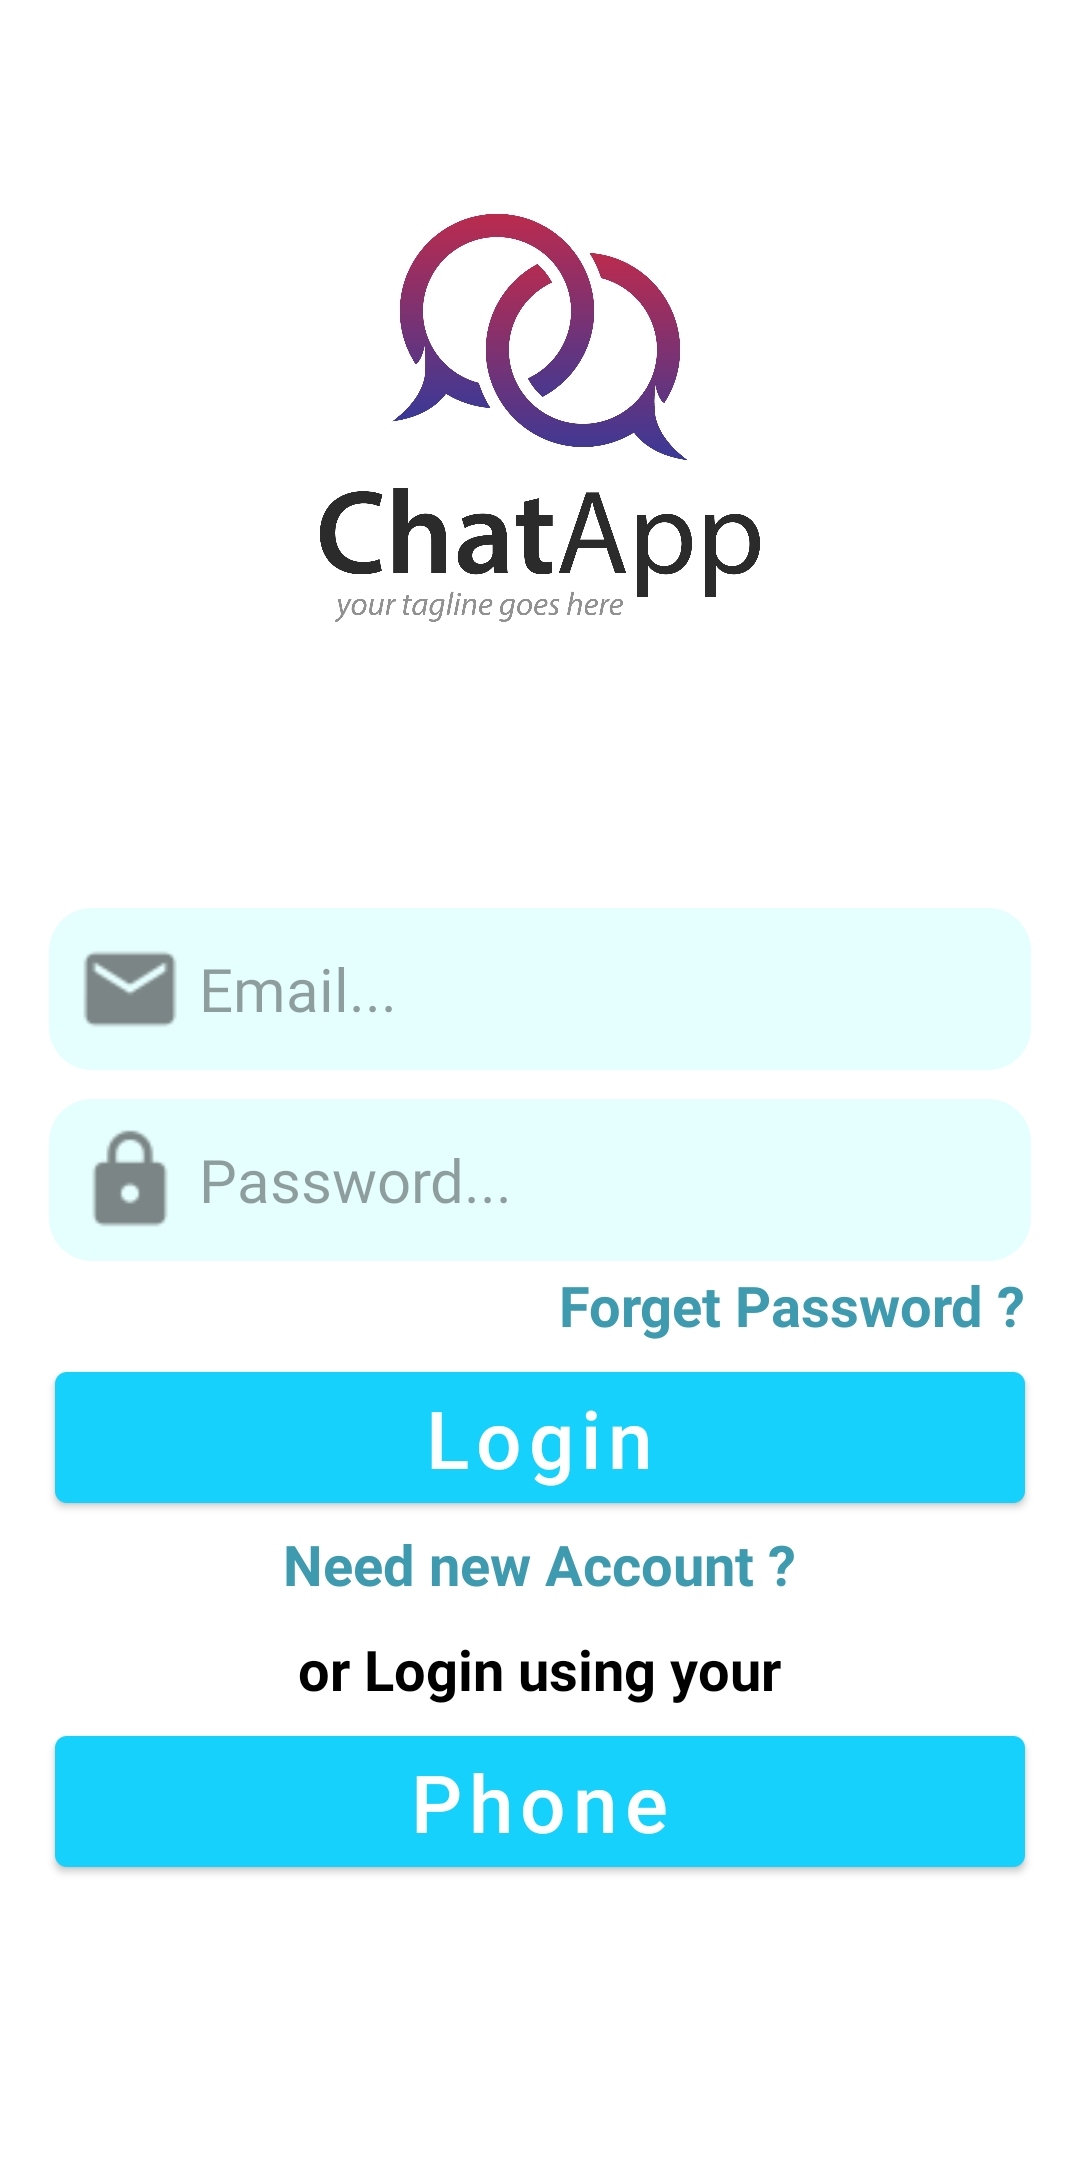 ChatApp
your tagline goes here
Email...
Password...
Forget Password ?
Login
Need new Account ?
or Login using your
Phone